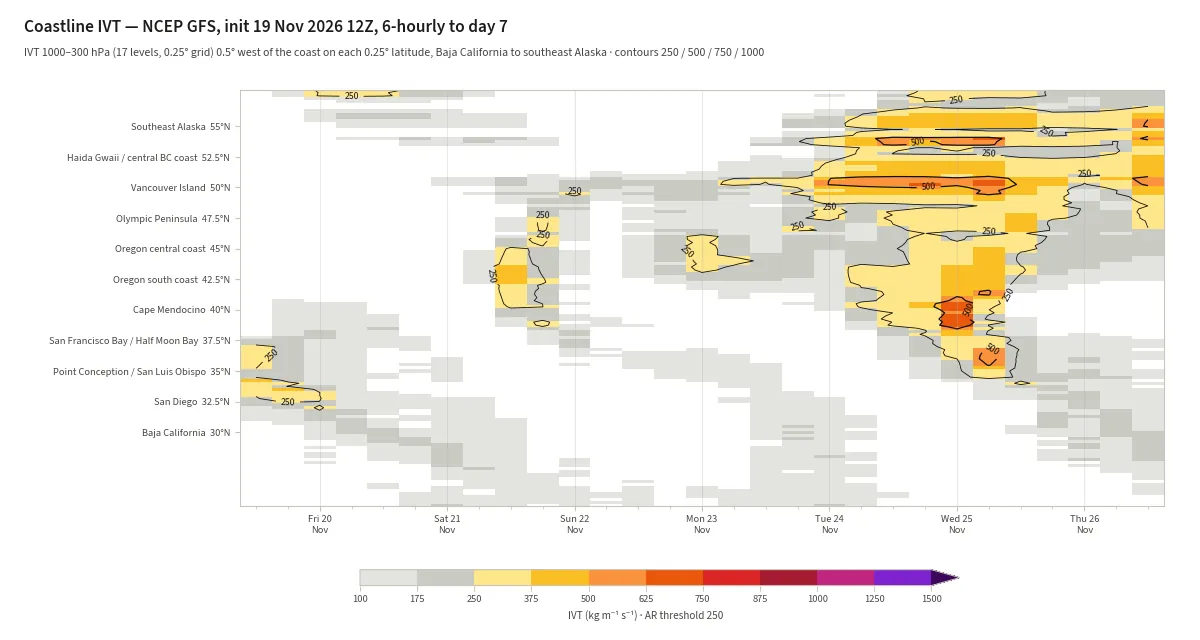 Coastline IVT — NCEP GFS, init 19 Nov 2026 12Z, 6-hourly to day 7
IVT 1000–300 hPa (17 levels, 0.25° grid) 0.5° west of the coast on each 0.25° latitude, Baja California to southeast Alaska · contours 250 / 500 / 750 / 1000
250
250
Southeast Alaska 55°N
250
500
Haida Gwaii / central BC coast 52.5°N
250
250
Vancouver Island 50°N
250
500
250
Olympic Peninsula 47.5°N
250
250
250
250
Oregon central coast 45°N
250
Oregon south coast 42.5°N
250
250
Cape Mendocino 40°N
500
San Francisco Bay / Half Moon Bay 37.5°N
250
500
Point Conception / San Luis Obispo 35°N
San Diego 32.5°N
250
Baja California 30°N
Fri 20
Nov
Sat 21
Nov
Sun 22
Nov
Mon 23
Nov
Tue 24
Nov
Wed 25
Nov
Thu 26
Nov
100 175 250 375 500 625 750 875 1000 1250 1500
IVT (kg m⁻¹ s⁻¹) · AR threshold 250